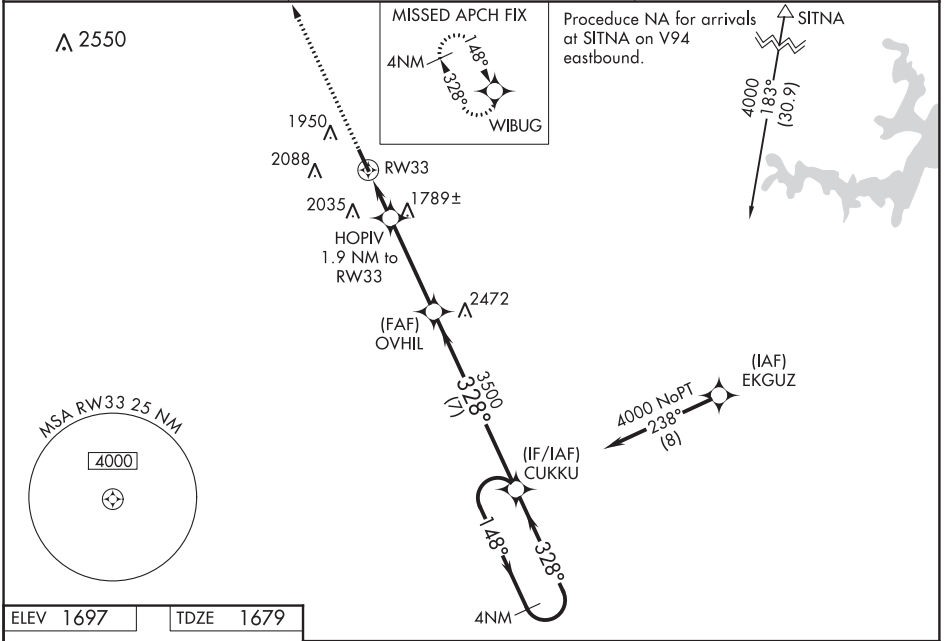 2550
MISSED APCH FIX
4NM
148°
328°
WIBUG
Proceduce NA for arrivals
at SITNA on V94
eastbound.
SITNA
4000
183°
(30.9)
1950
2088
RW33
2035
1789±
HOPIV
1.9 NM to
RW33
2472
(FAF)
OVHIL
3500
328°
(7)
(IAF)
EKGUZ
4000 NoPT
238°
(8)
(IF/IAF)
CUKKU
148°
328°
4NM
MSA RW33 25 NM
4000
ELEV 1697
TDZE 1679